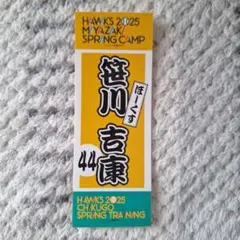 HAWKS 2025
MIYAZAKI
SPRING CAMP
ほーくす
笹川 吉康
44
HAWKS 2025
CHIKUGO
SPRING TRAINING